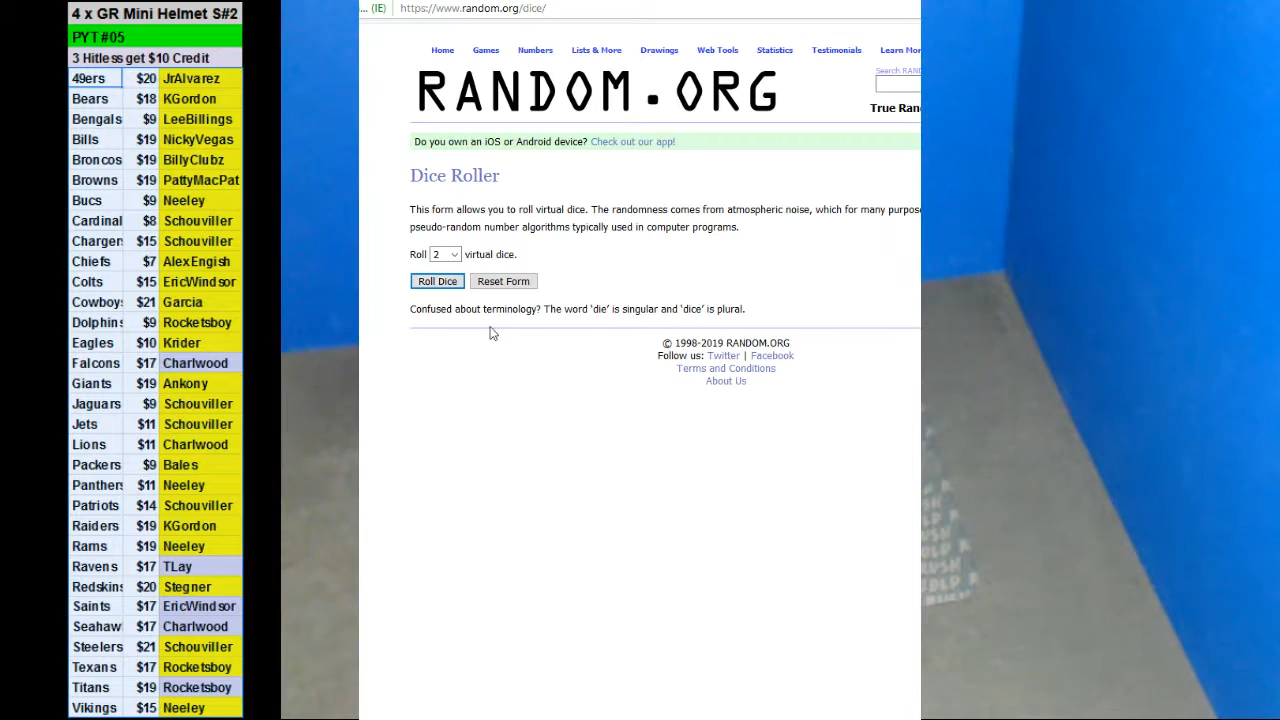 4 x GR Mini Helmet S#2
PYT #05
3 Hitless get $10 Credit
49ers $20 JrAlvarez
Bears $18 KGordon
Bengals $9 LeeBillings
Bills $19 NickyVegas
Broncos $19 BillyClubz
Browns $19 PattyMacPat
Bucs $9 Neeley
Cardinal $8 Schouviller
Charger $15 Schouviller
Chiefs $7 AlexEngish
Colts $15 EricWindsor
Cowboy $21 Garcia
Dolphins $9 Rocketsboy
Eagles $10 Krider
Falcons $17 Charlwood
Giants $19 Ankony
Jaguars $9 Schouviller
Jets $11 Schouviller
Lions $11 Charlwood
Packers $9 Bales
Panther $11 Neeley
Patriots $14 Schouviller
Raiders $19 KGordon
Rams $19 Neeley
Ravens $17 TLay
Redskins $20 Stegner
Saints $17 EricWindsor
Seahaw $17 Charlwood
Steelers $21 Schouviller
Texans $17 Rocketsboy
Titans $19 Rocketsboy
Vikings $15 Neeley
... (IE) https://www.random.org/dice/
Home Games Numbers Lists & More Drawings Web Tools Statistics Testimonials Learn Mor
RANDOM.ORG
Search RAND
True Ran
Do you own an iOS or Android device? Check out our app!
Dice Roller
This form allows you to roll virtual dice. The randomness comes from atmospheric noise, which for many purpose
pseudo-random number algorithms typically used in computer programs.
Roll 2 virtual dice.
Roll Dice Reset Form
Confused about terminology? The word 'die' is singular and 'dice' is plural.
© 1998-2019 RANDOM.ORG
Follow us: Twitter | Facebook
Terms and Conditions
About Us